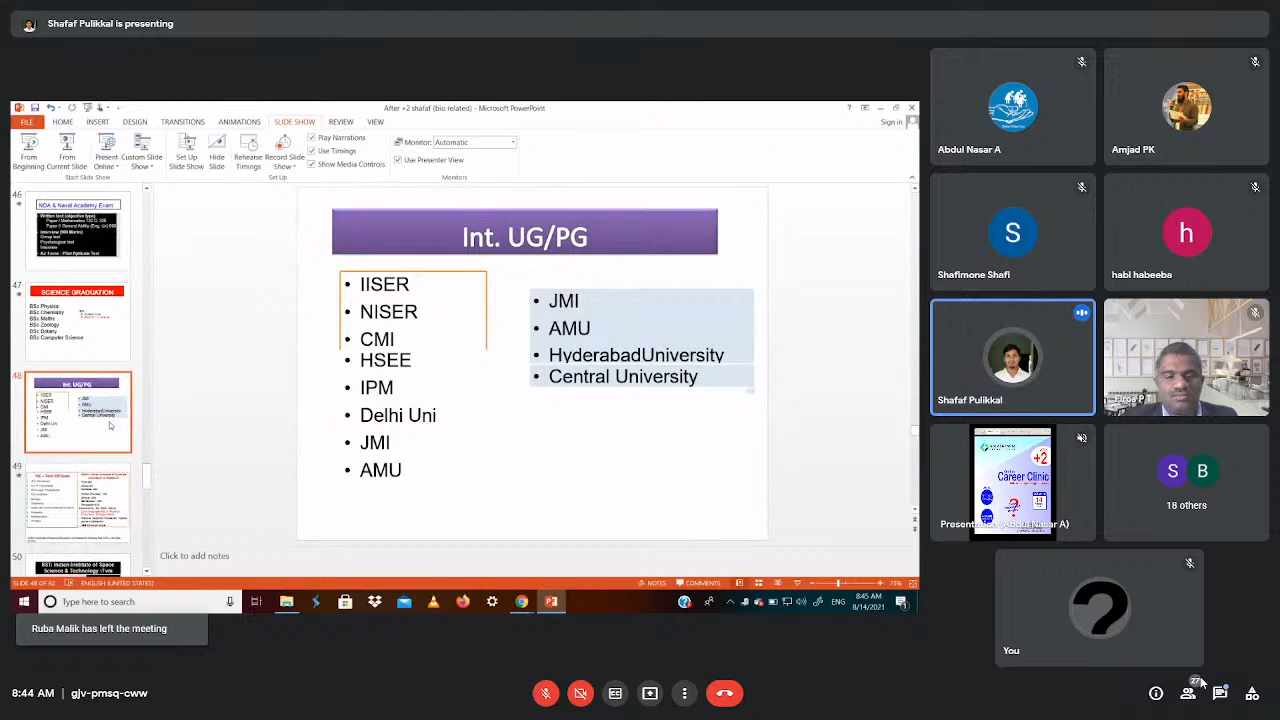 Shafaf Pulikkal is presenting
After +2 shafaf (bio related) - Microsoft PowerPoint
Sign in
FILE HOME INSERT DESIGN TRANSITIONS ANIMATIONS SLIDE SHOW REVIEW VIEW
From Beginning
From Current Slide
Present Online
Custom Slide Show
Set Up Slide Show
Hide Slide
Rehearse Timings
Record Slide Show
Play Narrations
Use Timings
Show Media Controls
Monitor: Automatic
Use Presenter View
Start Slide Show
Set Up
Monitors
46
NDA & Naval Academy Exam
47
SCIENCE GRADUATION
BSc Physics
BSc Chemistry
BSc Maths
BSc Zoology
BSc Botany
BSc Computer Science
48
Int. UG/PG
49
50
Int. UG/PG
• IISER
• NISER
• CMI
• HSEE
• IPM
• Delhi Uni
• JMI
• AMU
• JMI
• AMU
• HyderabadUniversity
• Central University
Click to add notes
SLIDE 48 OF 62 ENGLISH (UNITED STATES)
NOTES COMMENTS 71%
Type here to search
ENG
8:45 AM
8/14/2021
Abdul Nasar A
Amjad PK
S
Shafimone Shafi
h
habi habeeba
Shafaf Pulikkal
+2
Career Clinic
S B
18 others
?
You
Ruba Malik has left the meeting
8:44 AM | gjv-pmsq-cww
27